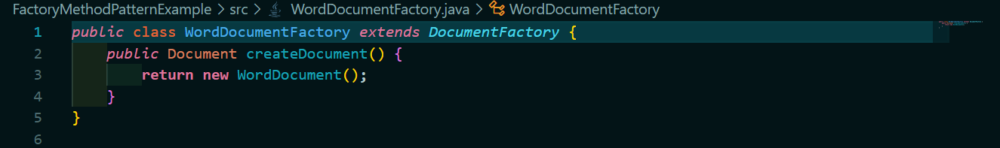 FactoryMethodPatternExample > src > WordDocumentFactory.java > WordDocumentFactory
1 public class WordDocumentFactory extends DocumentFactory {
2     public Document createDocument() {
3         return new WordDocument();
4     }
5 }
6